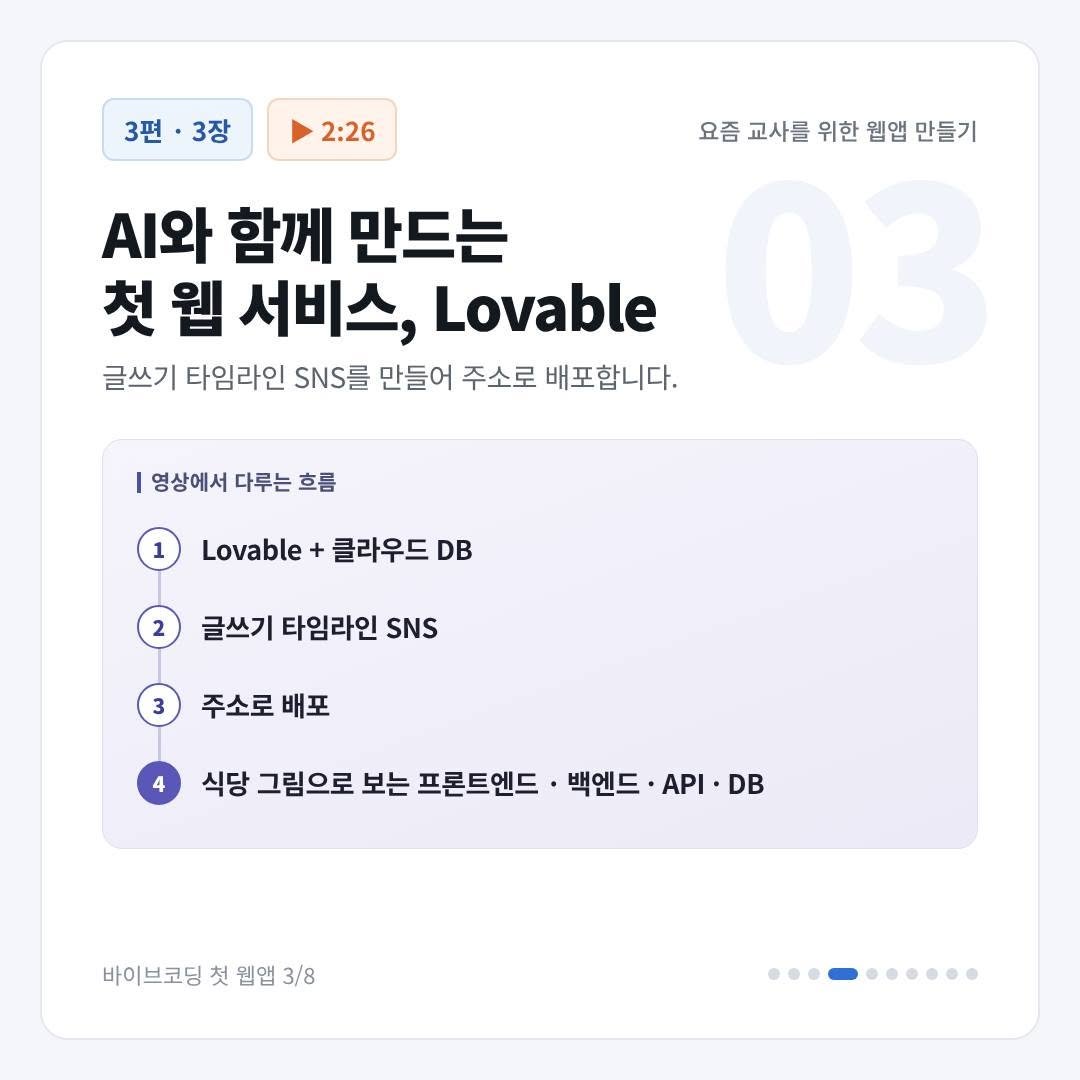 3편 · 3장
▶ 2:26
요즘 교사를 위한 웹앱 만들기
03
AI와 함께 만드는
첫 웹 서비스, Lovable
글쓰기 타임라인 SNS를 만들어 주소로 배포합니다.
영상에서 다루는 흐름
1 Lovable + 클라우드 DB
2 글쓰기 타임라인 SNS
3 주소로 배포
4 식당 그림으로 보는 프론트엔드 · 백엔드 · API · DB
바이브코딩 첫 웹앱 3/8